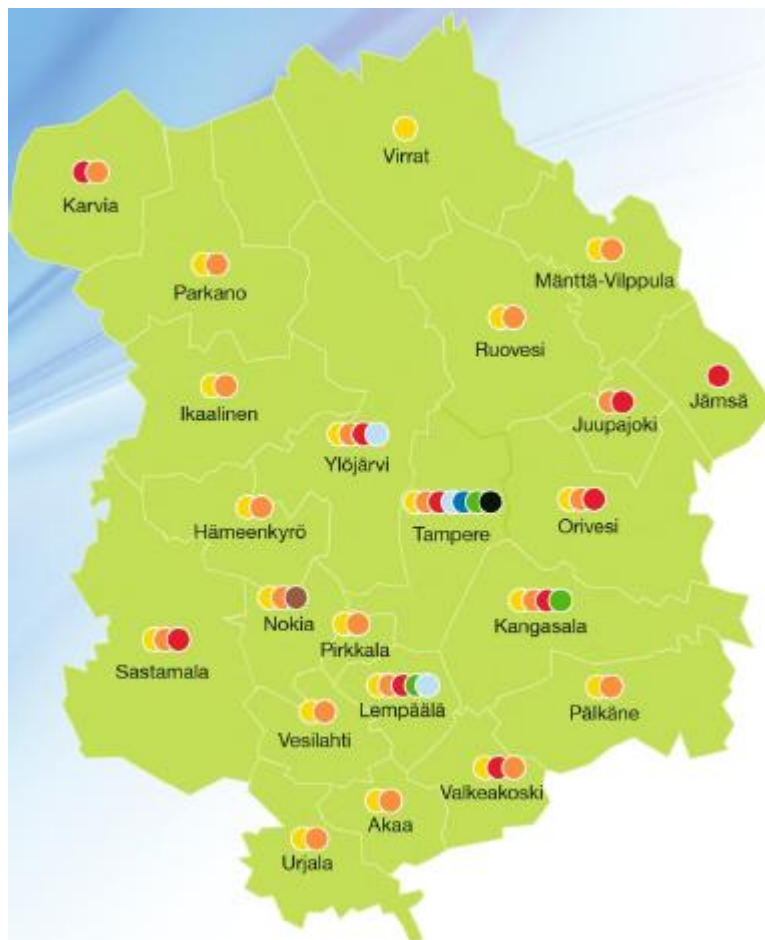 Virrat
Karvia
Mänttä-Vilppula
Parkano
Ruovesi
Jämsä
Ikaalinen
Juupajoki
Ylöjärvi
Hämeenkyrö
Tampere
Orivesi
Nokia
Kangasala
Pirkkala
Sastamala
Lempäälä
Pälkäne
Vesilahti
Valkeakoski
Akaa
Urjala